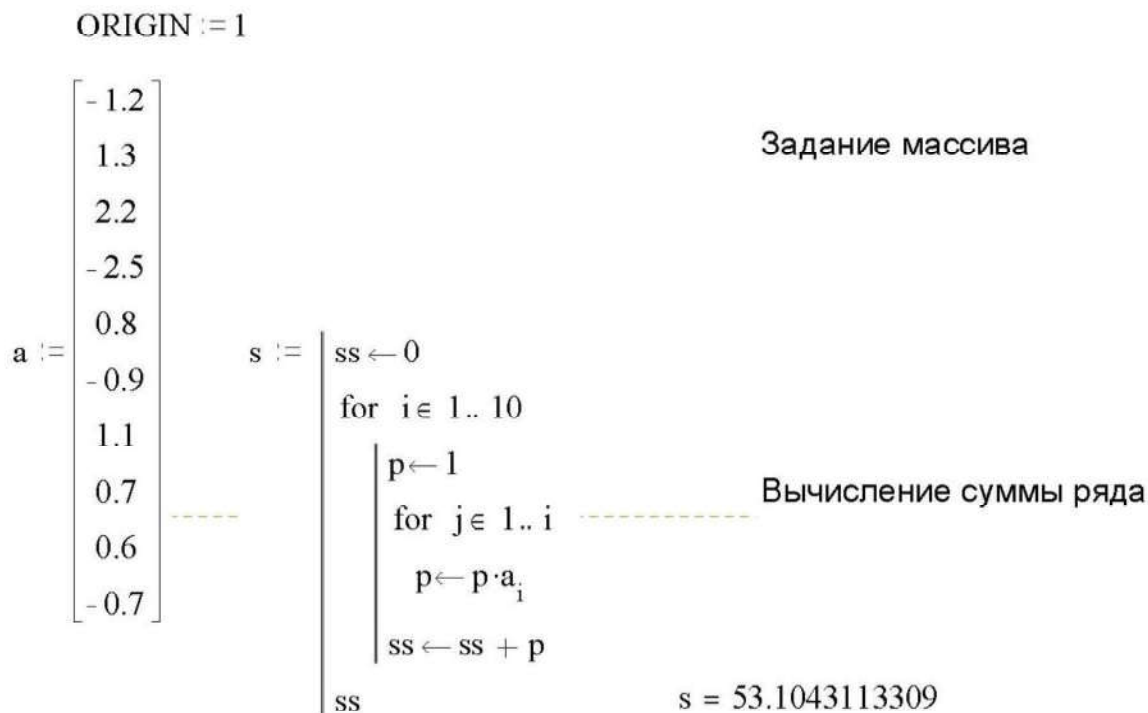 ORIGIN := 1
a :=
- 1.2
1.3
2.2
- 2.5
0.8
- 0.9
1.1
0.7
0.6
- 0.7
Задание массива
s :=
ss ← 0
for i ∈ 1 .. 10
p ← 1
for j ∈ 1 .. i
p ← p · a i
ss ← ss + p
ss
Вычисление суммы ряда
s = 53.1043113309